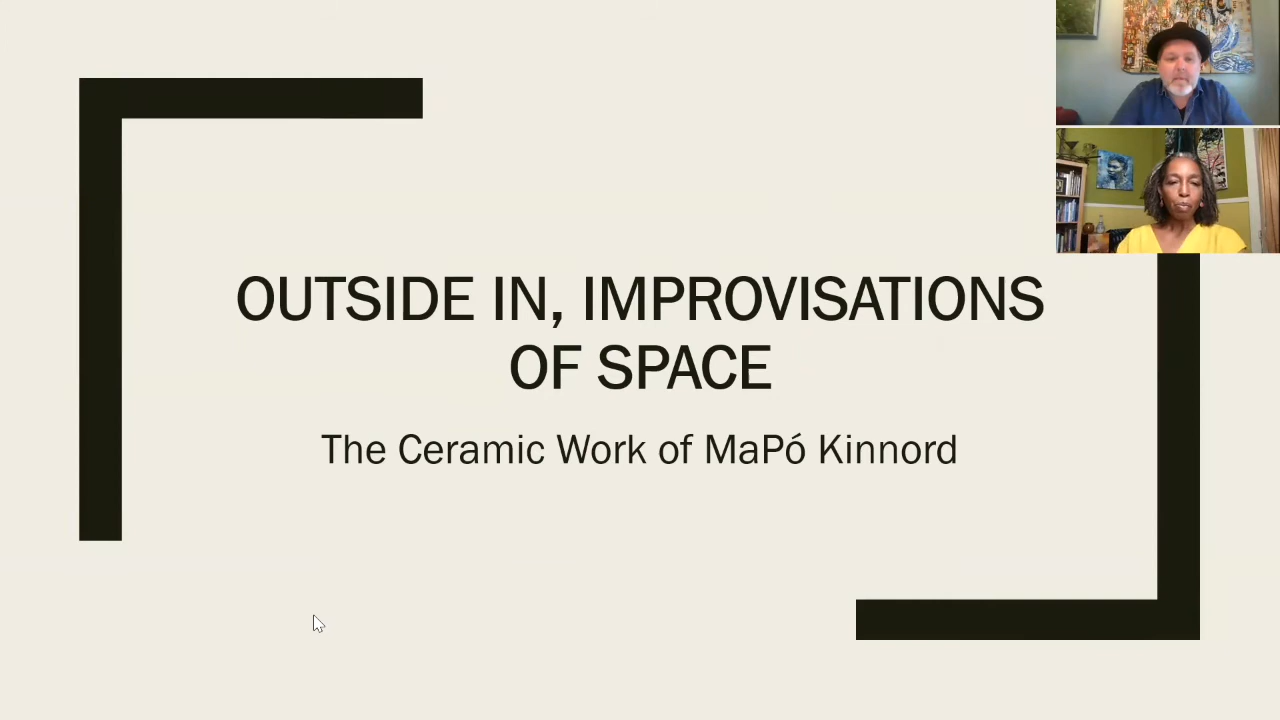 OUTSIDE IN, IMPROVISATIONS
OF SPACE
The Ceramic Work of MaPó Kinnord